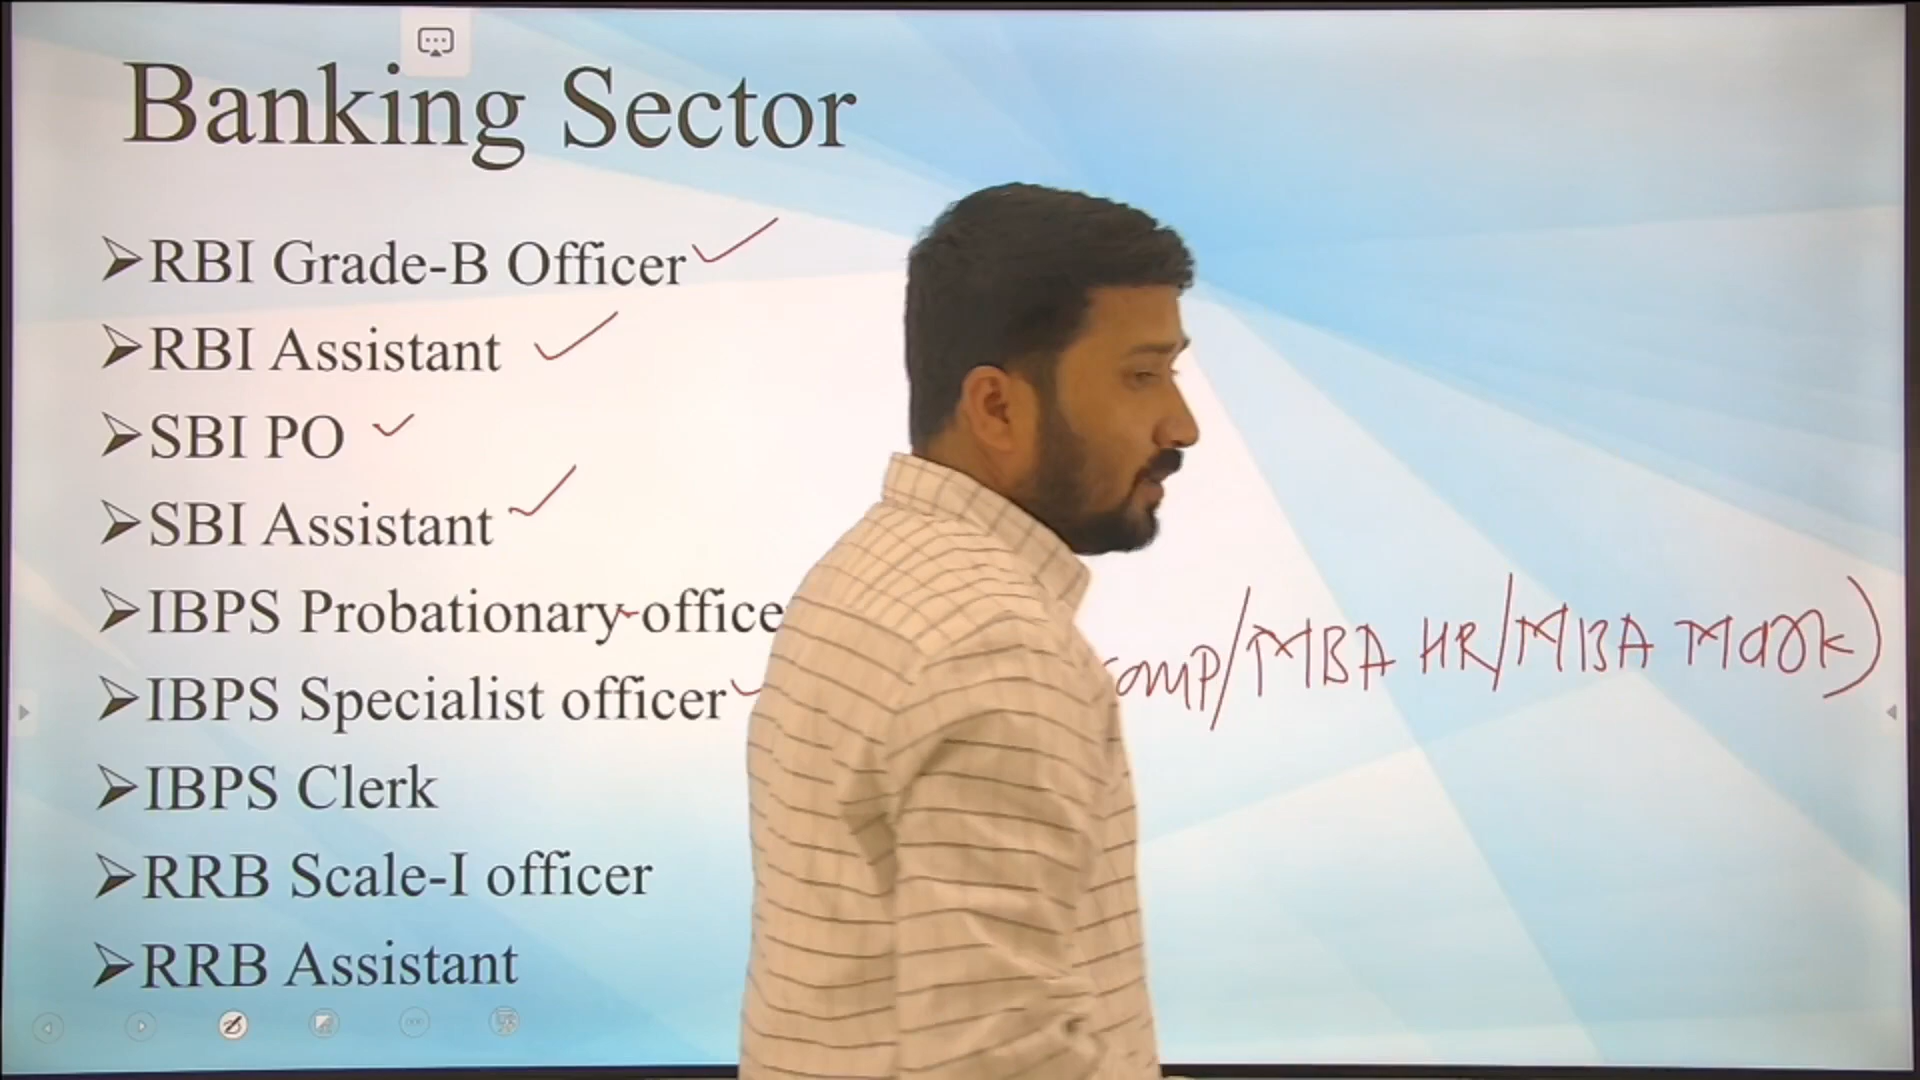 Banking Sector
➢RBI Grade-B Officer
➢RBI Assistant
➢SBI PO
➢SBI Assistant
➢IBPS Probationary-office
➢IBPS Specialist officer
omp/MBA HR/MBA Mark)
➢IBPS Clerk
➢RRB Scale-I officer
➢RRB Assistant